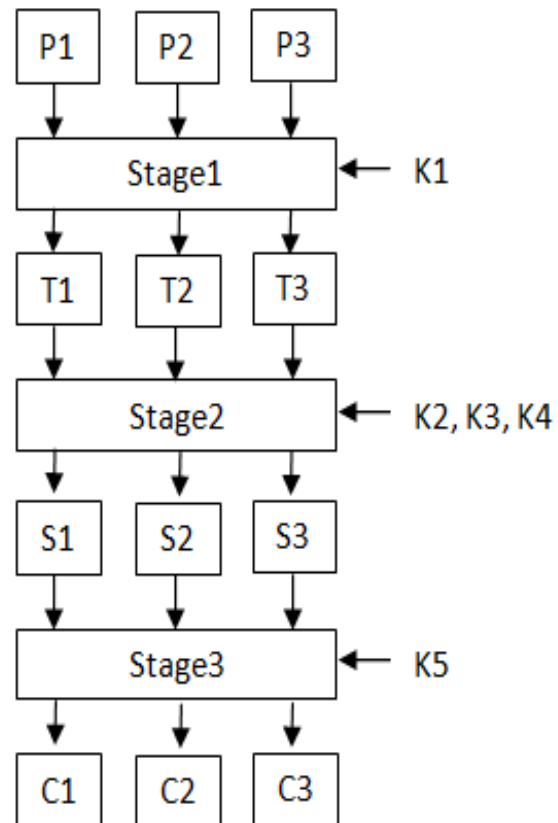 P1 P2 P3
Stage1 K1
T1 T2 T3
Stage2 K2, K3, K4
S1 S2 S3
Stage3 K5
C1 C2 C3